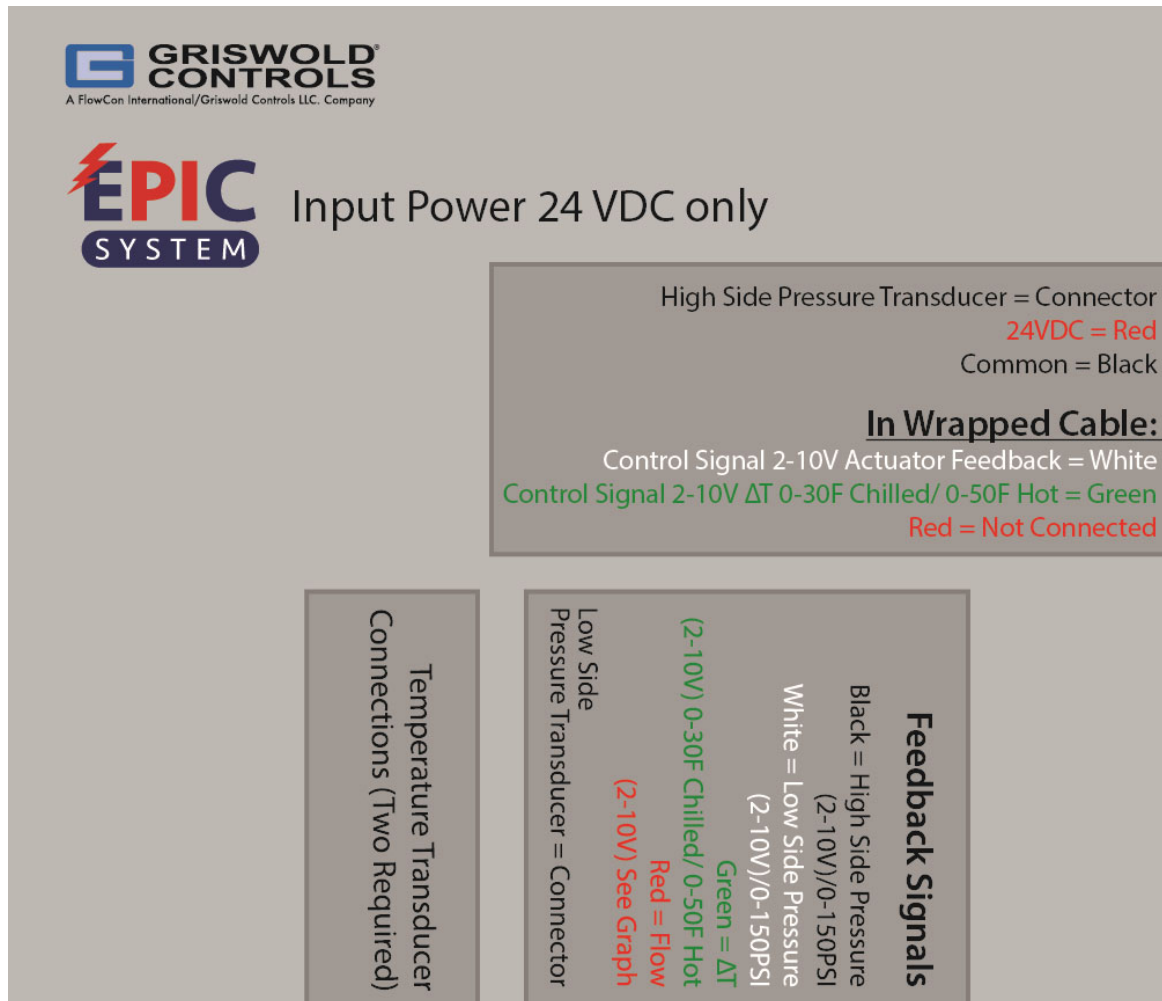 GRISWOLD®
CONTROLS
A FlowCon International/Griswold Controls LLC. Company
EPIC
SYSTEM
Input Power 24 VDC only
High Side Pressure Transducer = Connector
24VDC = Red
Common = Black
In Wrapped Cable:
Control Signal 2-10V Actuator Feedback = White
Control Signal 2-10V ΔT 0-30F Chilled/ 0-50F Hot = Green
Red = Not Connected
Temperature Transducer
Connections (Two Required)
Feedback Signals
Black = High Side Pressure
(2-10V)/0-150PSI
White = Low Side Pressure
(2-10V)/0-150PSI
Green = ΔT
(2-10V) 0-30F Chilled/ 0-50F Hot
Red = Flow
(2-10V) See Graph
Low Side
Pressure Transducer = Connector